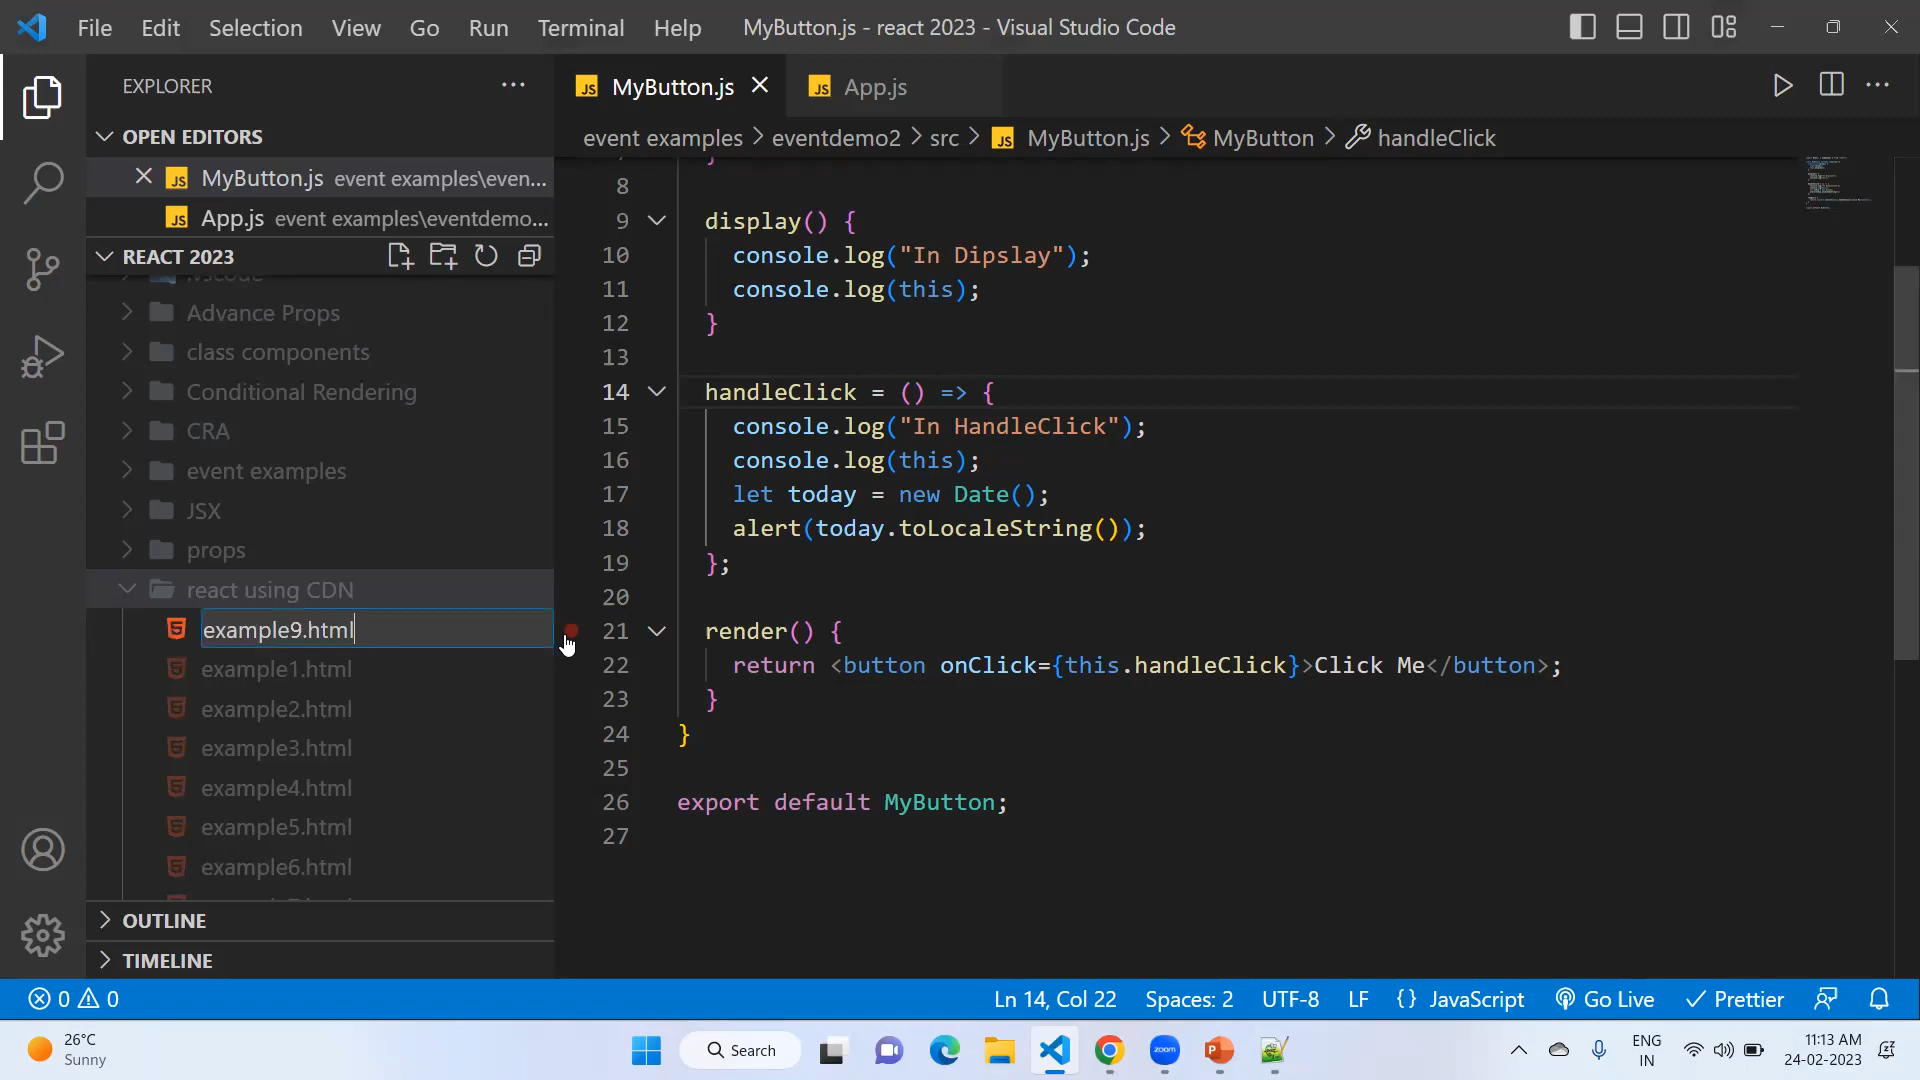 File Edit Selection View Go Run Terminal Help MyButton.js - react 2023 - Visual Studio Code
EXPLORER
OPEN EDITORS
JS MyButton.js event examples\even...
JS App.js event examples\eventdemo...
REACT 2023
.vscode
Advance Props
class components
Conditional Rendering
CRA
event examples
JSX
props
react using CDN
example9.html
example1.html
example2.html
example3.html
example4.html
example5.html
example6.html
OUTLINE
TIMELINE
JS MyButton.js JS App.js
event examples > eventdemo2 > src > JS MyButton.js > MyButton > handleClick
8
9 display() {
10 console.log("In Dipslay");
11 console.log(this);
12 }
13
14 handleClick = () => {
15 console.log("In HandleClick");
16 console.log(this);
17 let today = new Date();
18 alert(today.toLocaleString());
19 };
20
21 render() {
22 return <button onClick={this.handleClick}>Click Me</button>;
23 }
24 }
25
26 export default MyButton;
27
0 0 Ln 14, Col 22 Spaces: 2 UTF-8 LF {} JavaScript Go Live Prettier
26°C
Sunny
Search
zoom
ENG
IN
11:13 AM
24-02-2023